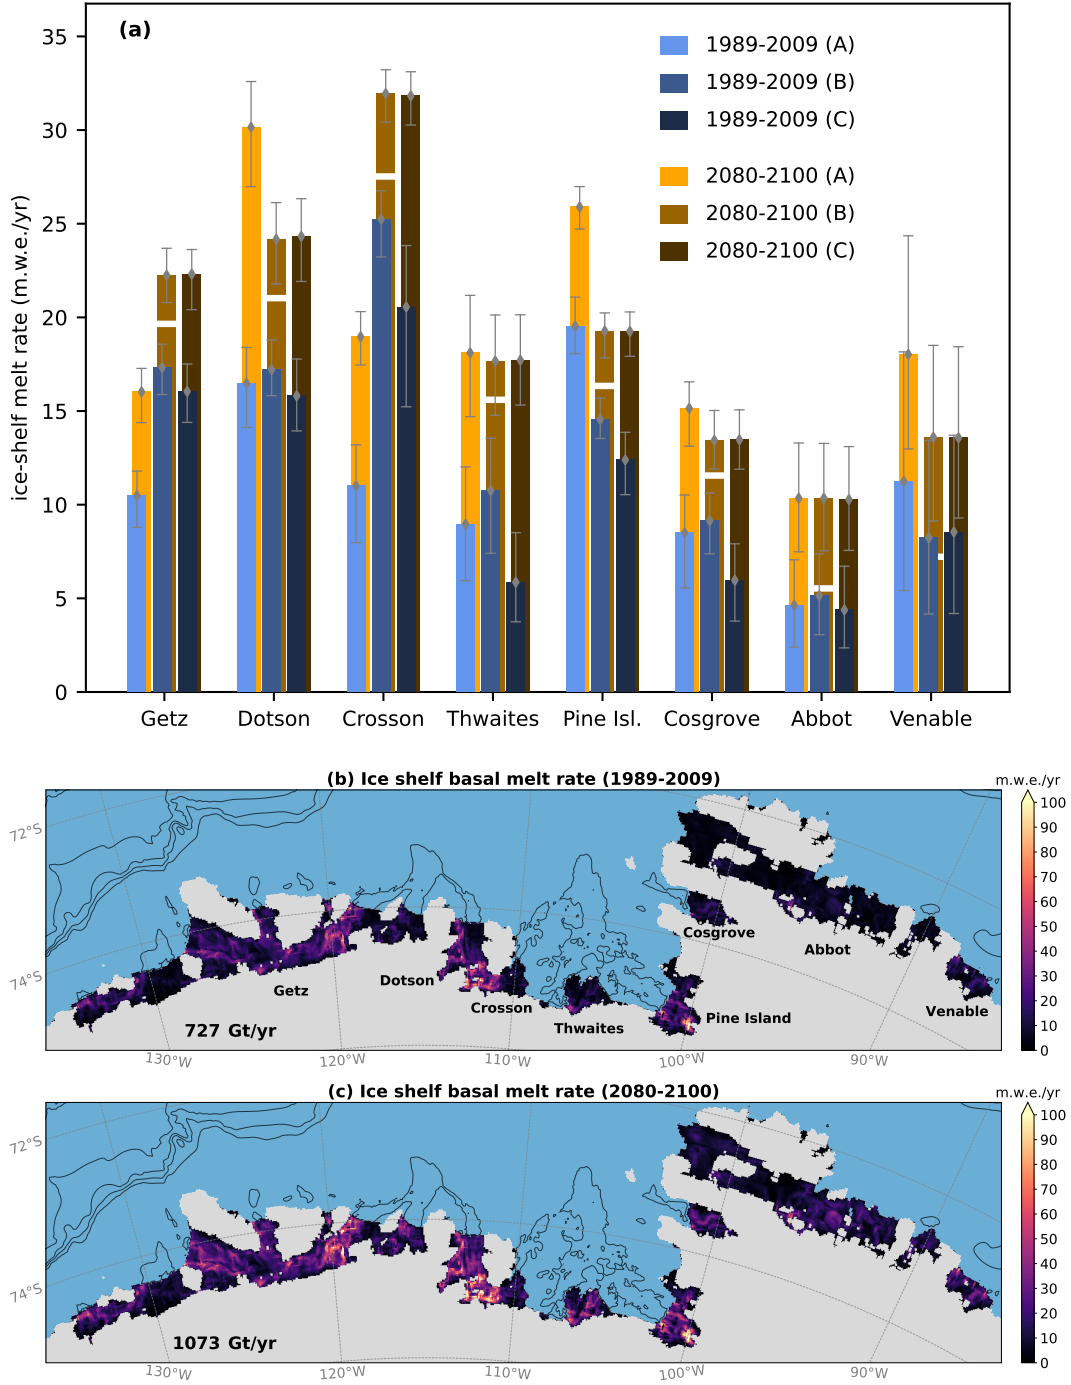 (a)
1989-2009 (A)
1989-2009 (B)
1989-2009 (C)
2080-2100 (A)
2080-2100 (B)
2080-2100 (C)
ice-shelf melt rate (m.w.e./yr)
35
30
25
20
15
10
5
0
Getz Dotson Crosson Thwaites Pine Isl. Cosgrove Abbot Venable
(b) Ice shelf basal melt rate (1989-2009)
m.w.e./yr
100
90
80
70
60
50
40
30
20
10
0
72°S
74°S
Cosgrove
Abbot
Dotson
Getz
Crosson
Venable
Pine Island
Thwaites
727 Gt/yr
130°W 120°W 110°W 100°W 90°W
(c) Ice shelf basal melt rate (2080-2100)
m.w.e./yr
100
90
80
70
60
50
40
30
20
10
0
72°S
74°S
1073 Gt/yr
130°W 120°W 110°W 100°W 90°W